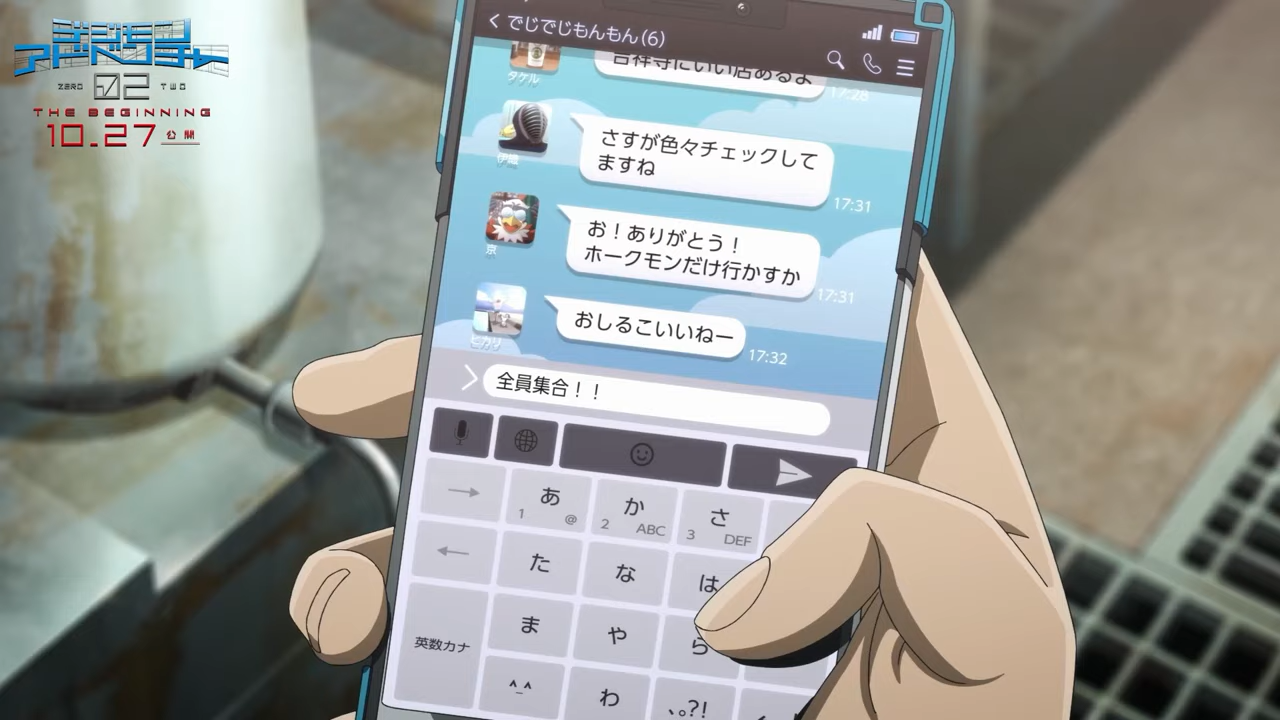 デジモン
アドベンチャー
ZERO 02 TWO
THE BEGINNING
10.27 公開
でじでじもんもん(6)
タケル
吉祥寺にいい店あるよ
17:28
伊織
さすが色々チェックして
ますね
17:31
京
お！ありがとう！
ホークモンだけ行かすか
17:31
ヒカリ
おしるこいいねー
17:32
全員集合！！
→
あ
1 @
か
2 ABC
さ
3 DEF
←
た
な
は
英数カナ
ま
や
ら
^_^
わ
､｡?!